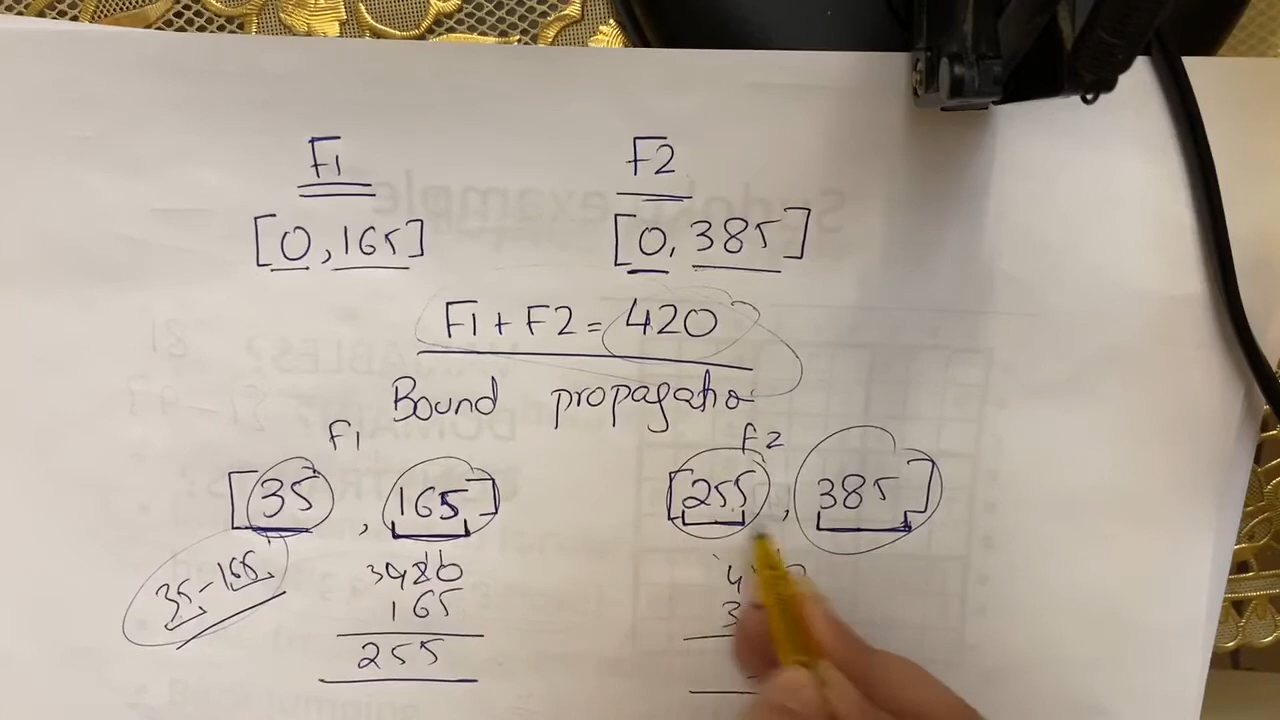 F1 F2
[0,165] [0,385]
F1 + F2 = 420
Bound propagatio
F1 F2
[35, 165] [255, 385]
35-165
420
165
255